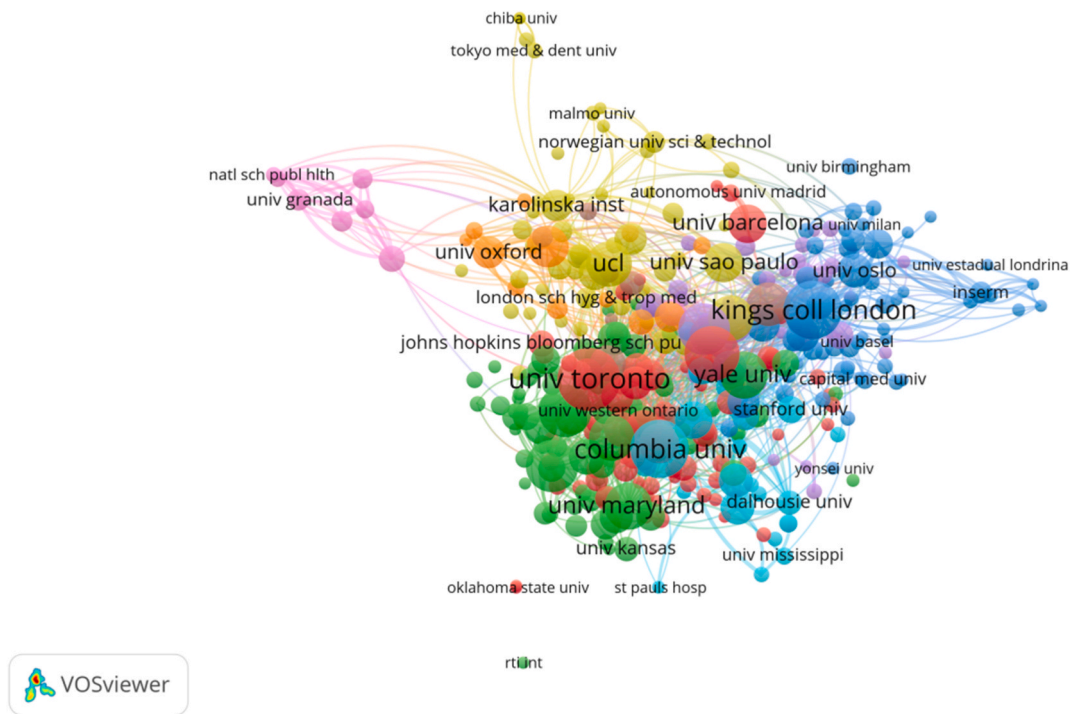 chiba univ
tokyo med & dent univ
malmo univ
norwegian univ sci & technol
univ birmingham
natl sch publ hlth
autonomous univ madrid
univ granada
karolinska inst
univ barcelona
univ milan
univ oxford
ucl
univ sao paulo
univ oslo
univ estadual londrina
inserm
london sch hyg & trop med
kings coll london
johns hopkins bloomberg sch pu
univ basel
univ toronto
yale univ
capital med univ
univ western ontario
stanford univ
columbia univ
yonsei univ
univ maryland
dalhousie univ
univ kansas
univ mississippi
oklahoma state univ
st pauls hosp
rti int
VOSviewer